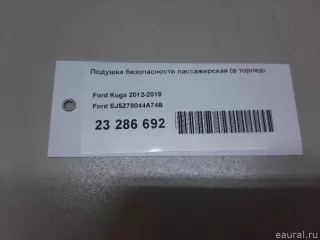 Подушка безопасности пассажирская (в торпедо
Ford Kuga 2012-2019
Ford EJ5Z78044A74B
23 286 692
eaural.ru